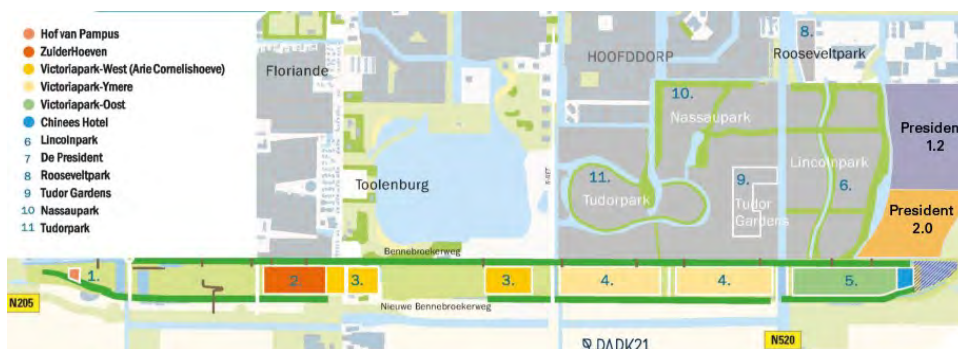 Hof van Pampus
ZuiderHoeven
Victoriapark-West (Arie Cornelishoeve)
Victoriapark-Ymere
Victoriapark-Oost
Chinees Hotel
6 Lincolnpark
7 De President
8 Rooseveltpark
9 Tudor Gardens
10 Nassaupark
11 Tudorpark
Floriande
HOOFDDORP
8.
Rooseveltpark
10.
Nassaupark
President
1.2
Toolenburg
11.
Tudorpark
9.
Tudor
Gardens
Lincolnpark
6.
President
2.0
Bennebroekerweg
1.
2.
3.
3.
4.
4.
5.
N205
Nieuwe Bennebroekerweg
N520